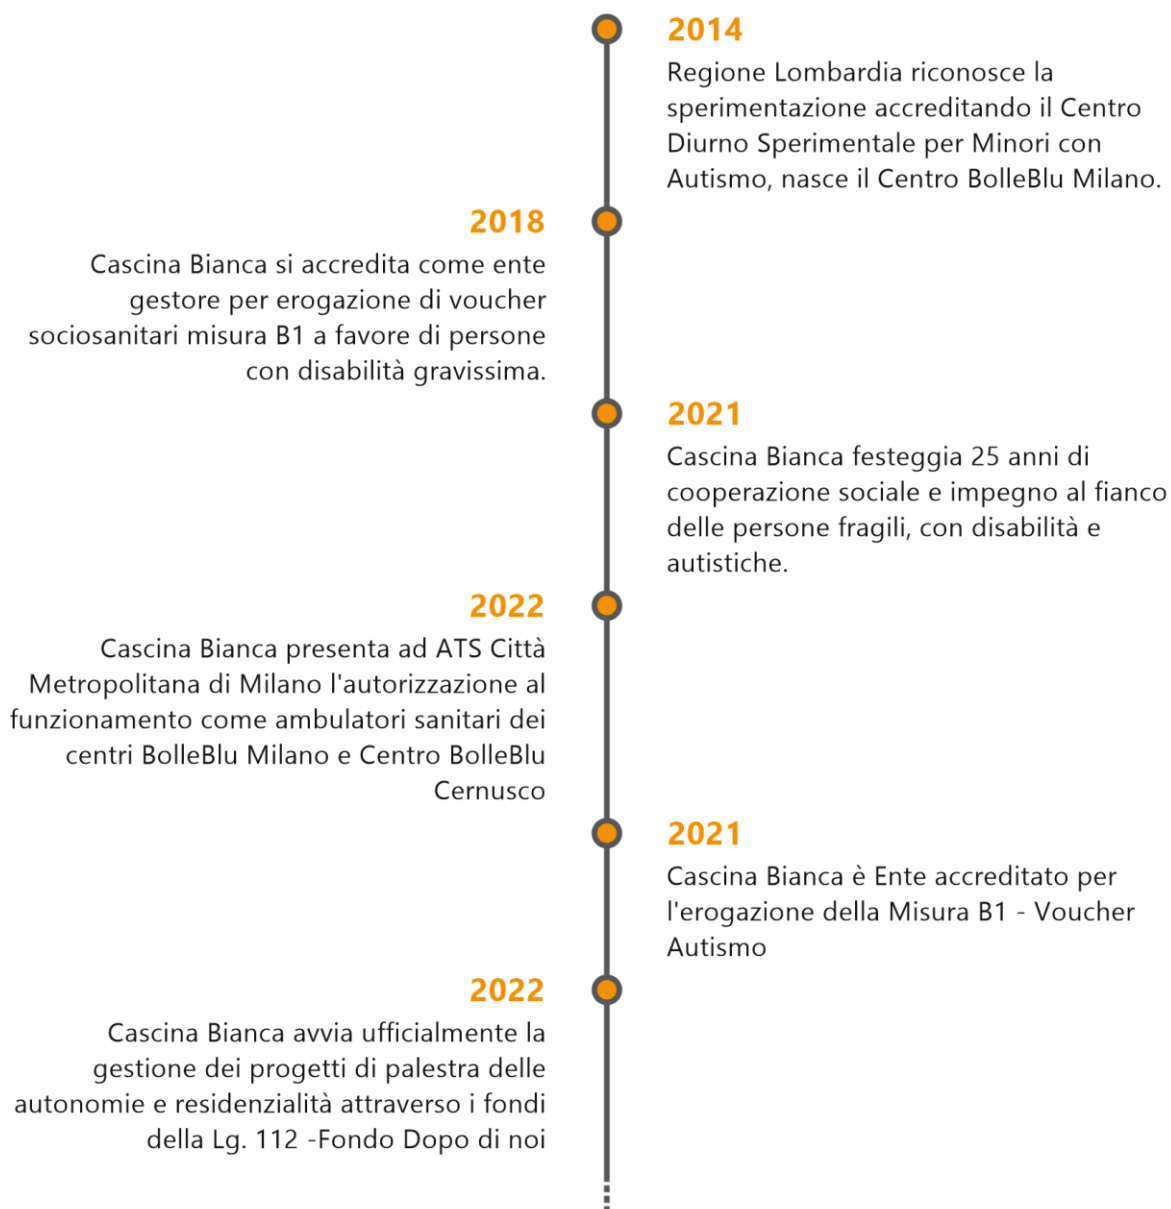 2014
Regione Lombardia riconosce la
sperimentazione accreditando il Centro
Diurno Sperimentale per Minori con
Autismo, nasce il Centro BolleBlu Milano.
2018
Cascina Bianca si accredita come ente
gestore per erogazione di voucher
sociosanitari misura B1 a favore di persone
con disabilità gravissima.
2021
Cascina Bianca festeggia 25 anni di
cooperazione sociale e impegno al fianco
delle persone fragili, con disabilità e
autistiche.
2022
Cascina Bianca presenta ad ATS Città
Metropolitana di Milano l'autorizzazione al
funzionamento come ambulatori sanitari dei
centri BolleBlu Milano e Centro BolleBlu
Cernusco
2021
Cascina Bianca è Ente accreditato per
l'erogazione della Misura B1 - Voucher
Autismo
2022
Cascina Bianca avvia ufficialmente la
gestione dei progetti di palestra delle
autonomie e residenzialità attraverso i fondi
della Lg. 112 -Fondo Dopo di noi